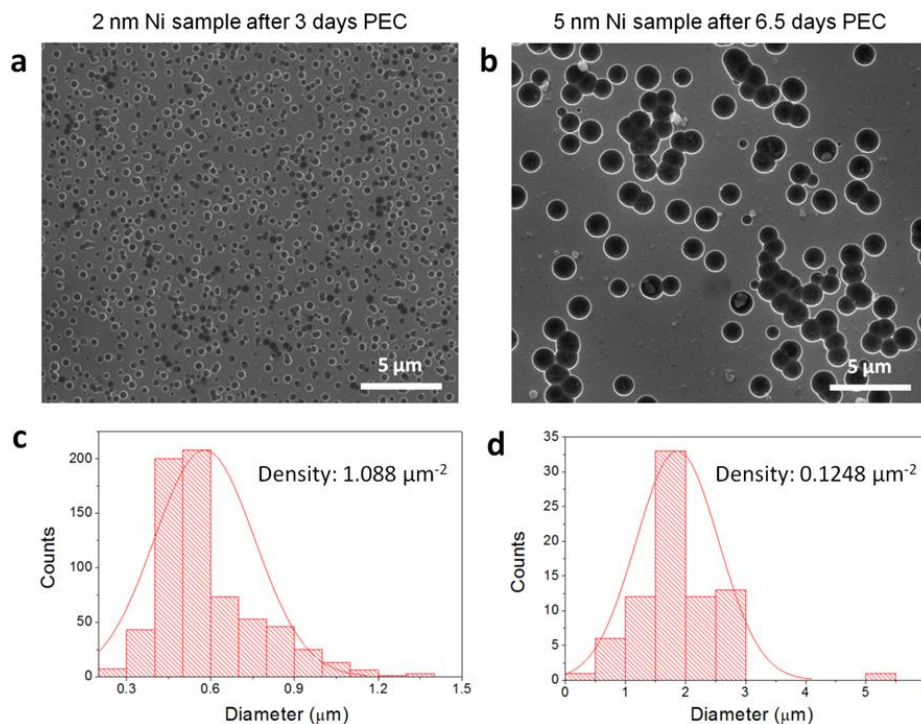 2 nm Ni sample after 3 days PEC
5 nm Ni sample after 6.5 days PEC
a
b
5 μm
5 μm
c
d
200
150
100
50
0
Counts
Density: 1.088 μm-2
0.3
0.6
0.9
1.2
1.5
Diameter (μm)
35
30
25
20
15
10
5
0
Counts
Density: 0.1248 μm-2
0
1
2
3
4
5
Diameter (μm)